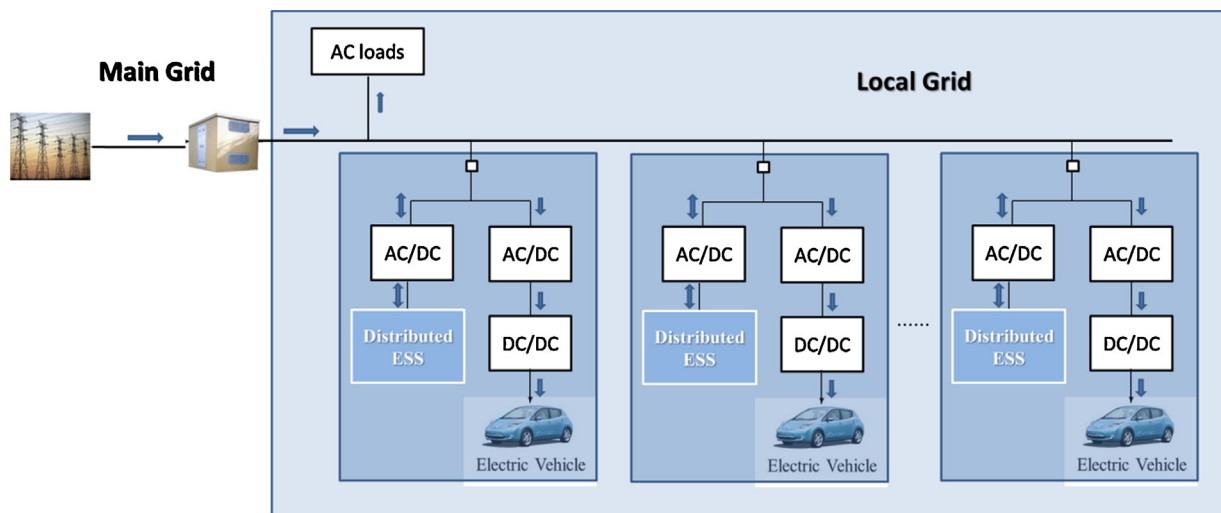 AC loads
Main Grid
Local Grid
AC/DC
AC/DC
AC/DC
AC/DC
AC/DC
AC/DC
Distributed
ESS
DC/DC
Distributed
ESS
DC/DC
......
Distributed
ESS
DC/DC
Electric Vehicle
Electric Vehicle
Electric Vehicle